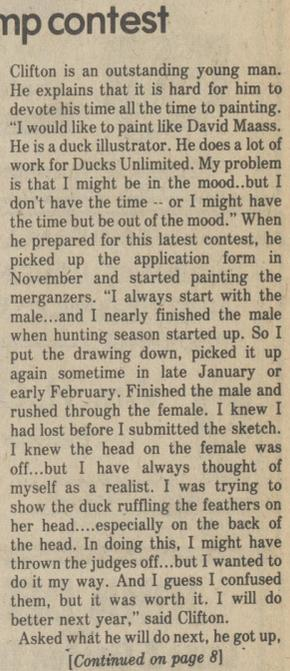 mp contest
Clifton is an outstanding young man.
He explains that it is hard for him to
devote his time all the time to painting.
"I would like to paint like David Maass.
He is a duck illustrator. He does a lot of
work for Ducks Unlimited. My problem
is that I might be in the mood..but I
don't have the time -- or I might have
the time but be out of the mood." When
he prepared for this latest contest, he
picked up the application form in
November and started painting the
merganzers. "I always start with the
male...and I nearly finished the male
when hunting season started up. So I
put the drawing down, picked it up
again sometime in late January or
early February. Finished the male and
rushed through the female. I knew I
had lost before I submitted the sketch.
I knew the head on the female was
off...but I have always thought of
myself as a realist. I was trying to
show the duck ruffling the feathers on
her head....especially on the back of
the head. In doing this, I might have
thrown the judges off...but I wanted to
do it my way. And I guess I confused
them, but it was worth it. I will do
better next year," said Clifton.
Asked what he will do next, he got up,
[Continued on page 8]